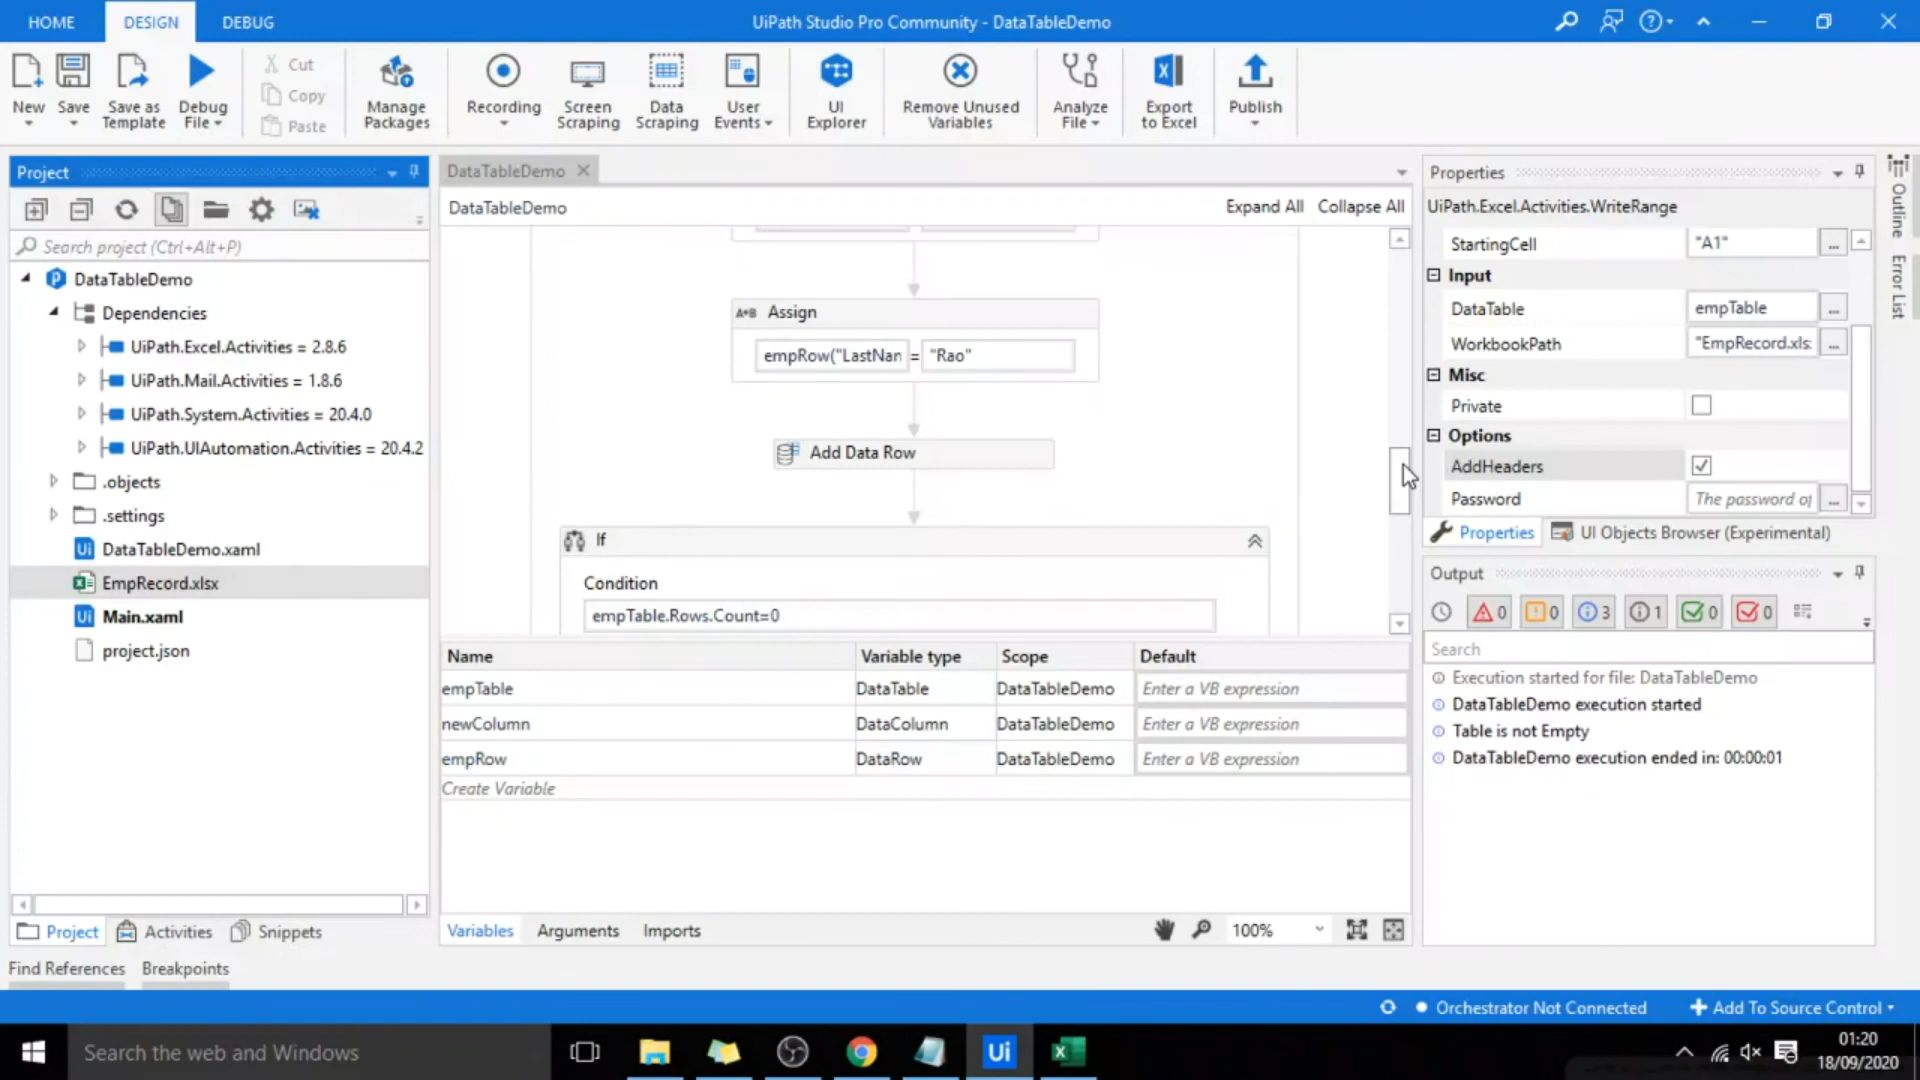 HOME DESIGN DEBUG UiPath Studio Pro Community - DataTableDemo
New Save Save as Template Debug File Cut Copy Paste Manage Packages Recording Screen Scraping Data Scraping User Events UI Explorer Remove Unused Variables Analyze File Export to Excel Publish
Project
Search project (Ctrl+Alt+P)
DataTableDemo
Dependencies
UiPath.Excel.Activities = 2.8.6
UiPath.Mail.Activities = 1.8.6
UiPath.System.Activities = 20.4.0
UiPath.UIAutomation.Activities = 20.4.2
.objects
.settings
DataTableDemo.xaml
EmpRecord.xlsx
Main.xaml
project.json
Project Activities Snippets
Find References Breakpoints
DataTableDemo
DataTableDemo Expand All Collapse All
A+B Assign
empRow("LastNan = "Rao"
Add Data Row
If
Condition
empTable.Rows.Count=0
Name Variable type Scope Default
empTable DataTable DataTableDemo Enter a VB expression
newColumn DataColumn DataTableDemo Enter a VB expression
empRow DataRow DataTableDemo Enter a VB expression
Create Variable
Variables Arguments Imports 100%
Properties
UiPath.Excel.Activities.WriteRange
StartingCell "A1" ...
Input
DataTable empTable ...
WorkbookPath "EmpRecord.xls: ...
Misc
Private
Options
AddHeaders
Password The password of ...
Properties UI Objects Browser (Experimental)
Output
0 0 3 1 0 0
Search
Execution started for file: DataTableDemo
DataTableDemo execution started
Table is not Empty
DataTableDemo execution ended in: 00:00:01
Outline
Error List
Orchestrator Not Connected Add To Source Control
Search the web and Windows
Ui
01:20
18/09/2020